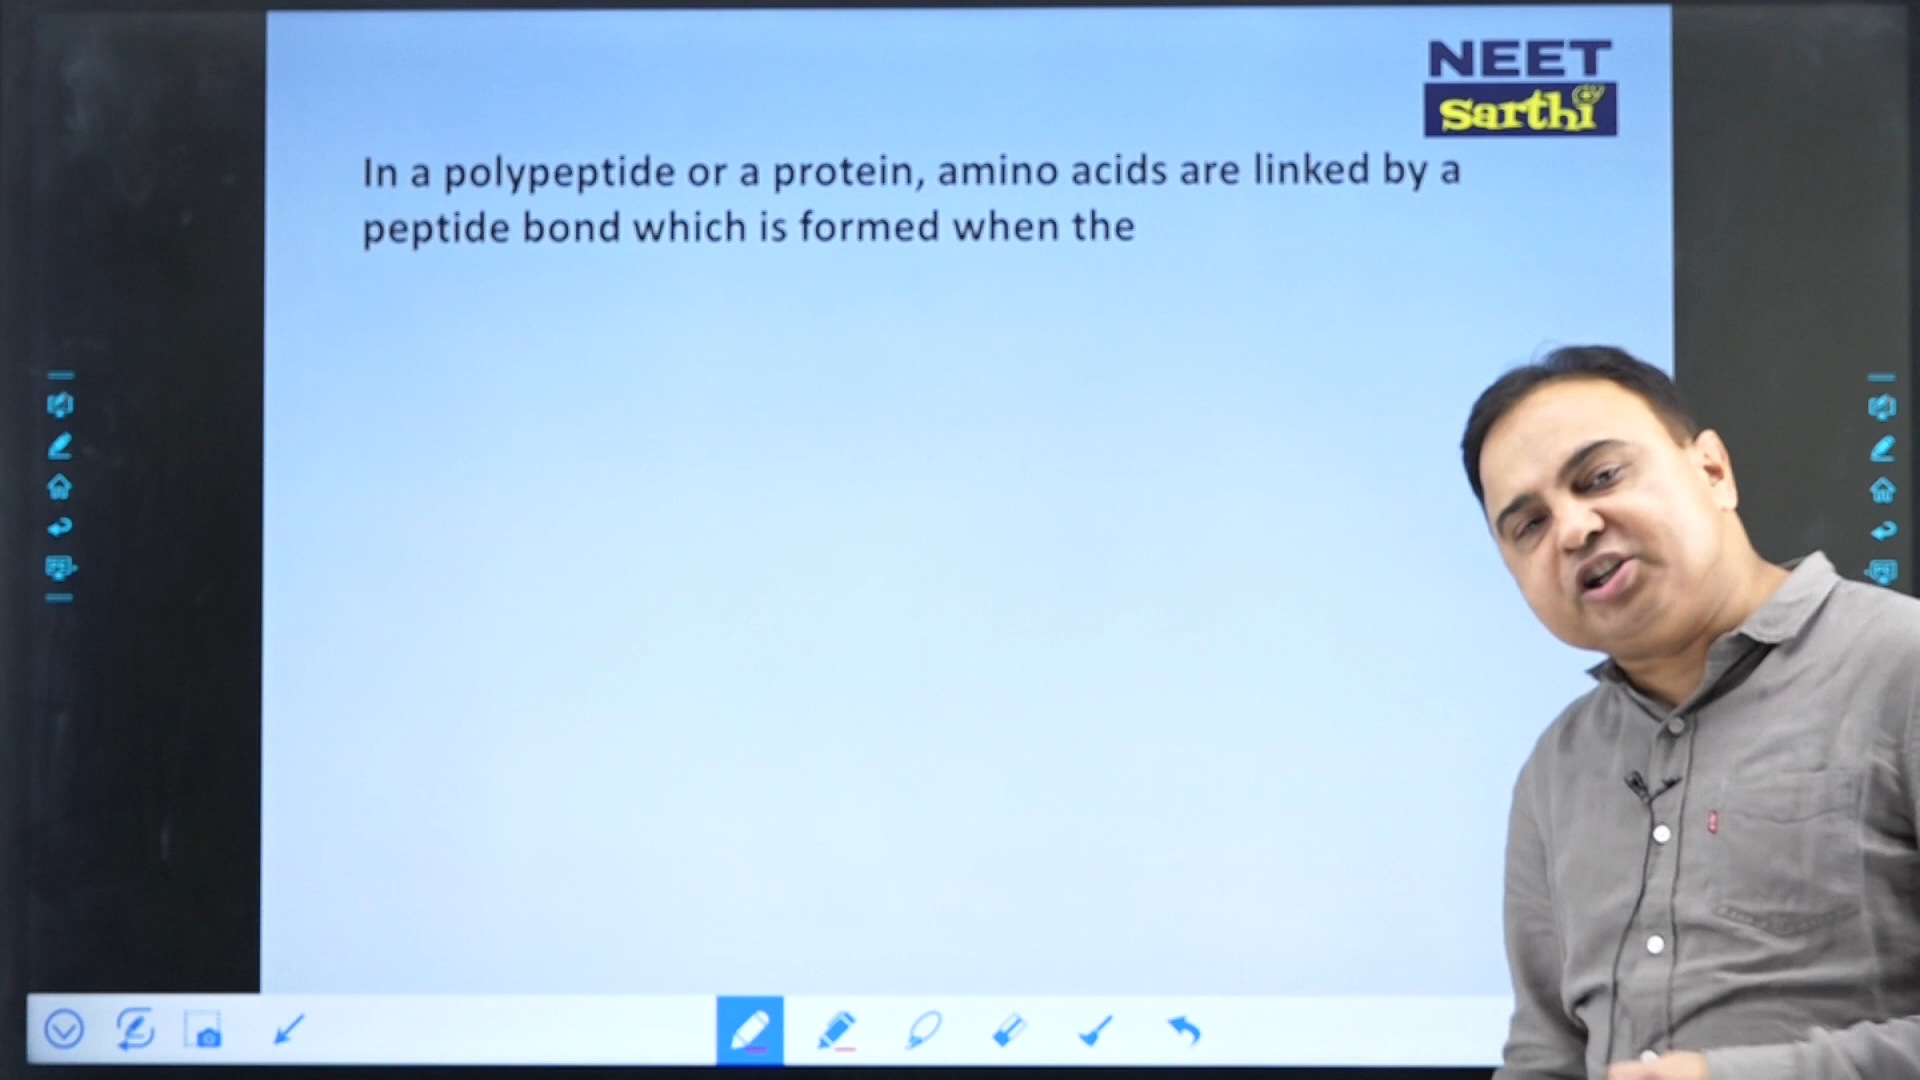 NEET
Sarthi
In a polypeptide or a protein, amino acids are linked by a
peptide bond which is formed when the